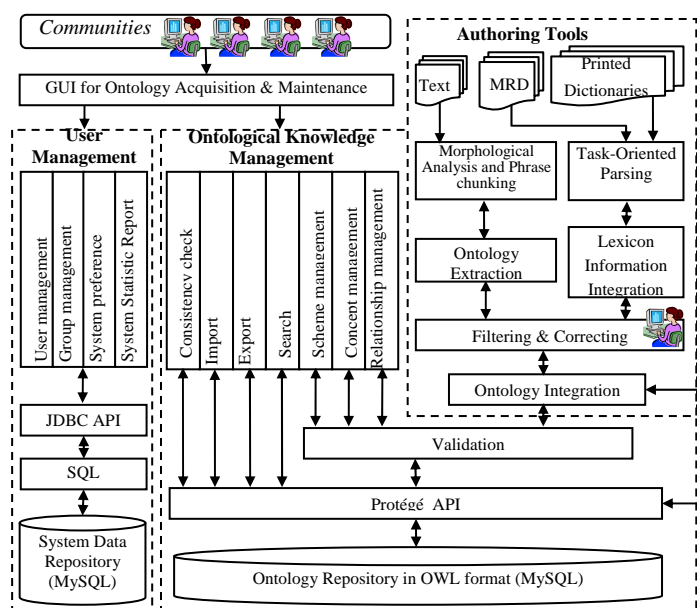 Communities
GUI for Ontology Acquisition & Maintenance
User
Management
User management
Group management
System preference
System Statistic Report
JDBC API
SQL
System Data
Repository
(MySQL)
Ontological Knowledge
Management
Consistency check
Import
Export
Search
Scheme management
Concept management
Relationship management
Authoring Tools
Text
MRD
Printed
Dictionaries
Morphological
Analysis and Phrase
chunking
Task-Oriented
Parsing
Ontology
Extraction
Lexicon
Information
Integration
Filtering & Correcting
Ontology Integration
Validation
Protégé API
Ontology Repository in OWL format (MySQL)